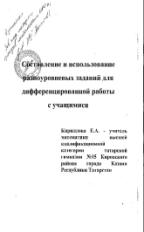 Составление и использование
разноуровневых заданий для
дифференцированной работы
с учащимися
Кириллова Е.А. - учитель
математики высшей
квалификационной
категории татарской
гимназии №15 Кировского
района города Казани
Республики Татарстан